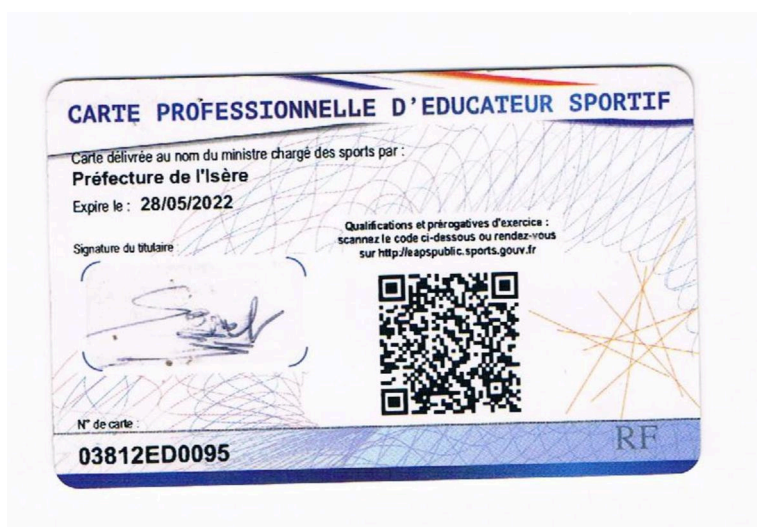 CARTE PROFESSIONNELLE D'EDUCATEUR SPORTIF
Carte délivrée au nom du ministre chargé des sports par :
Préfecture de l'Isère
Expire le : 28/05/2022
Qualifications et prérogatives d'exercice :
scannez le code ci-dessous ou rendez-vous
sur http://eapspublic.sports.gouv.fr
Signature du titulaire
N° de carte :
03812ED0095
RF